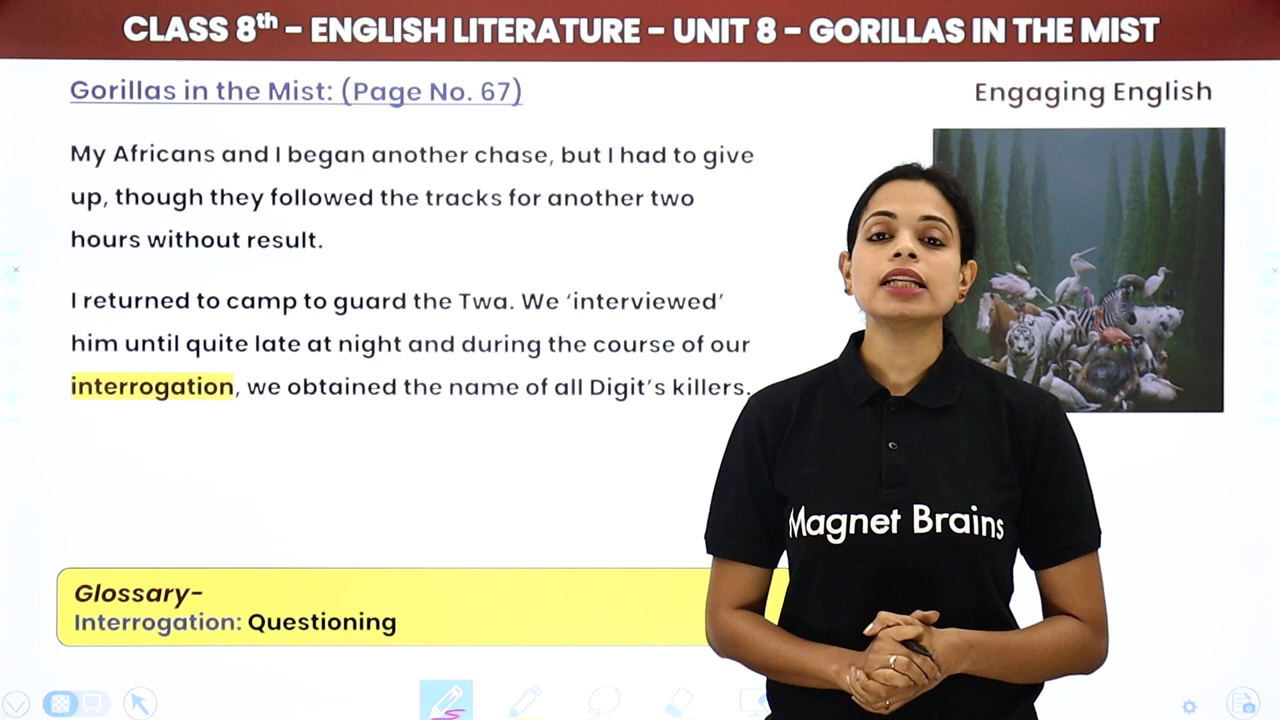 CLASS 8th – ENGLISH LITERATURE – UNIT 8 – GORILLAS IN THE MIST
Gorillas in the Mist: (Page No. 67)
Engaging English
My Africans and I began another chase, but I had to give
up, though they followed the tracks for another two
hours without result.
I returned to camp to guard the Twa. We ‘interviewed’
him until quite late at night and during the course of our
interrogation, we obtained the name of all Digit’s killers.
Magnet Brains
Glossary-
Interrogation: Questioning